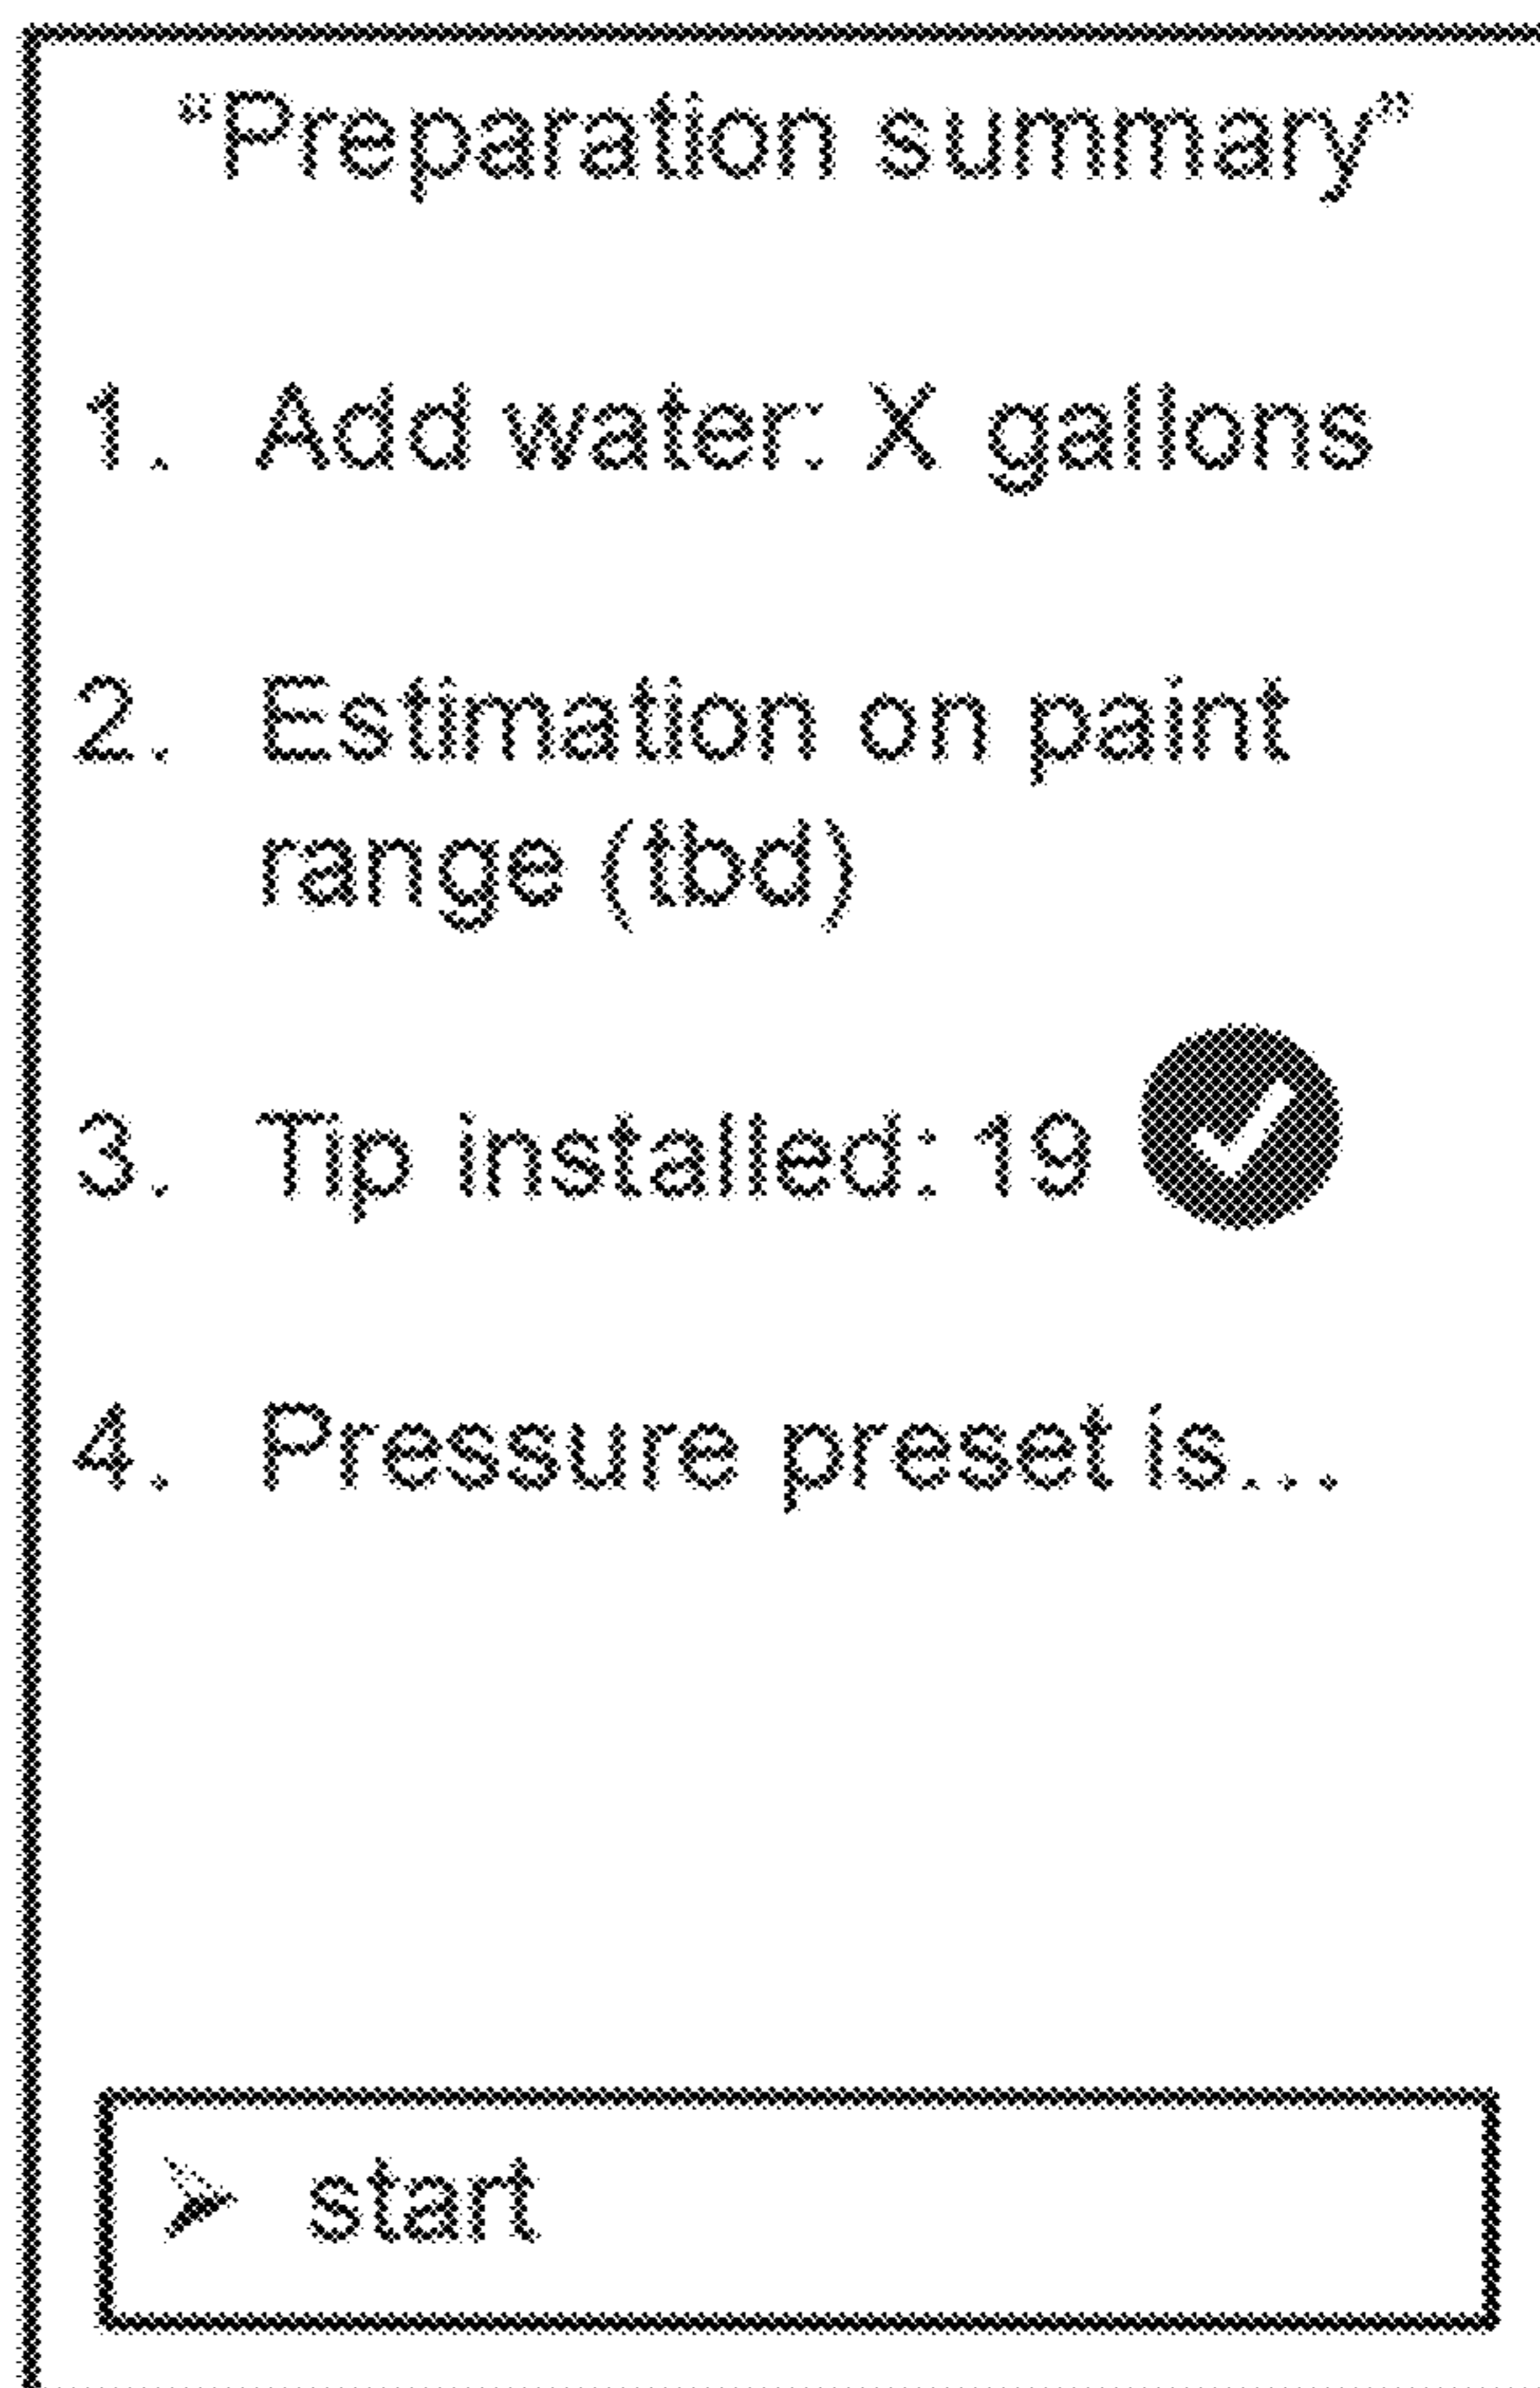 “Preparation summary”
1. Add water: X gallons
2. Estimation on paint
range (tbd)
3. Tip installed: 19
4. Pressure preset is...
➢ start